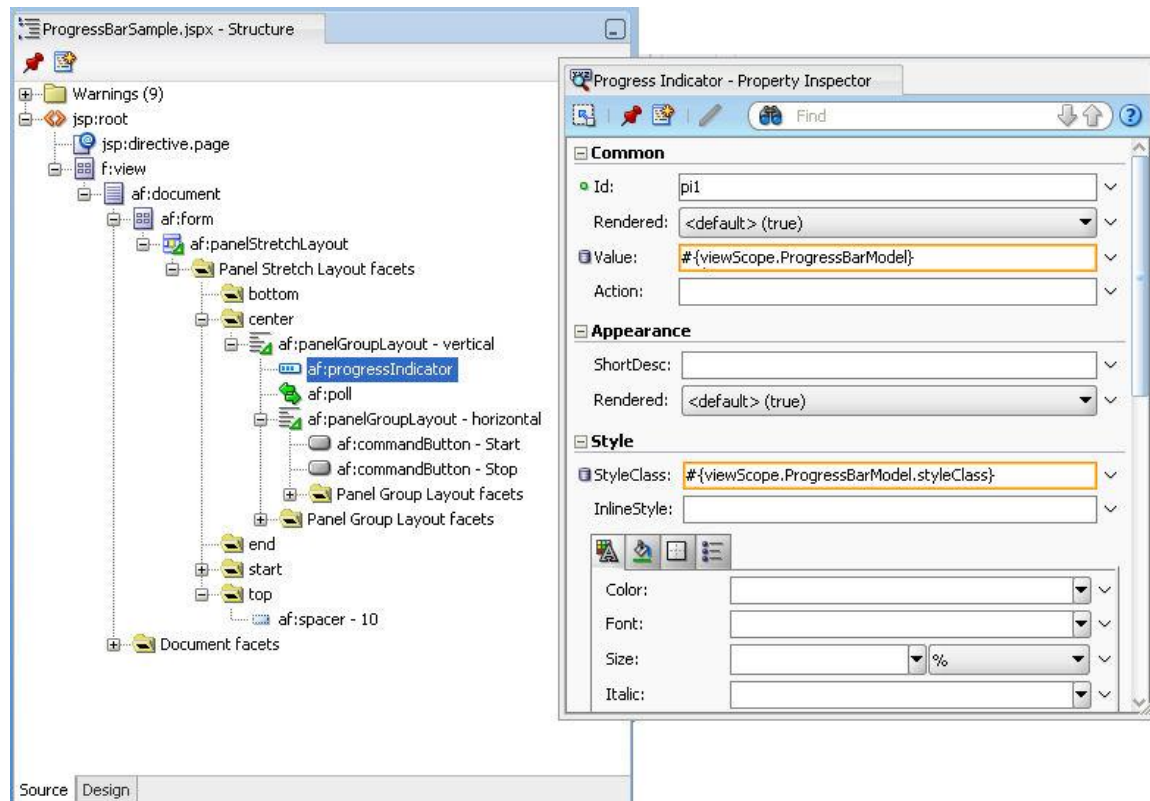 ProgressBarSample.jspx - Structure
Warnings (9)
jsp:root
jsp:directive.page
f:view
af:document
af:form
af:panelStretchLayout
Panel Stretch Layout facets
bottom
center
af:panelGroupLayout - vertical
af:progressIndicator
af:poll
af:panelGroupLayout - horizontal
af:commandButton - Start
af:commandButton - Stop
Panel Group Layout facets
Panel Group Layout facets
end
start
top
af:spacer - 10
Document facets
Source Design
Progress Indicator - Property Inspector
Find
Common
Id: pi1
Rendered: <default> (true)
Value: #{viewScope.ProgressBarModel}
Action:
Appearance
ShortDesc:
Rendered: <default> (true)
Style
StyleClass: #{viewScope.ProgressBarModel.styleClass}
InlineStyle:
Color:
Font:
Size: %
Italic: